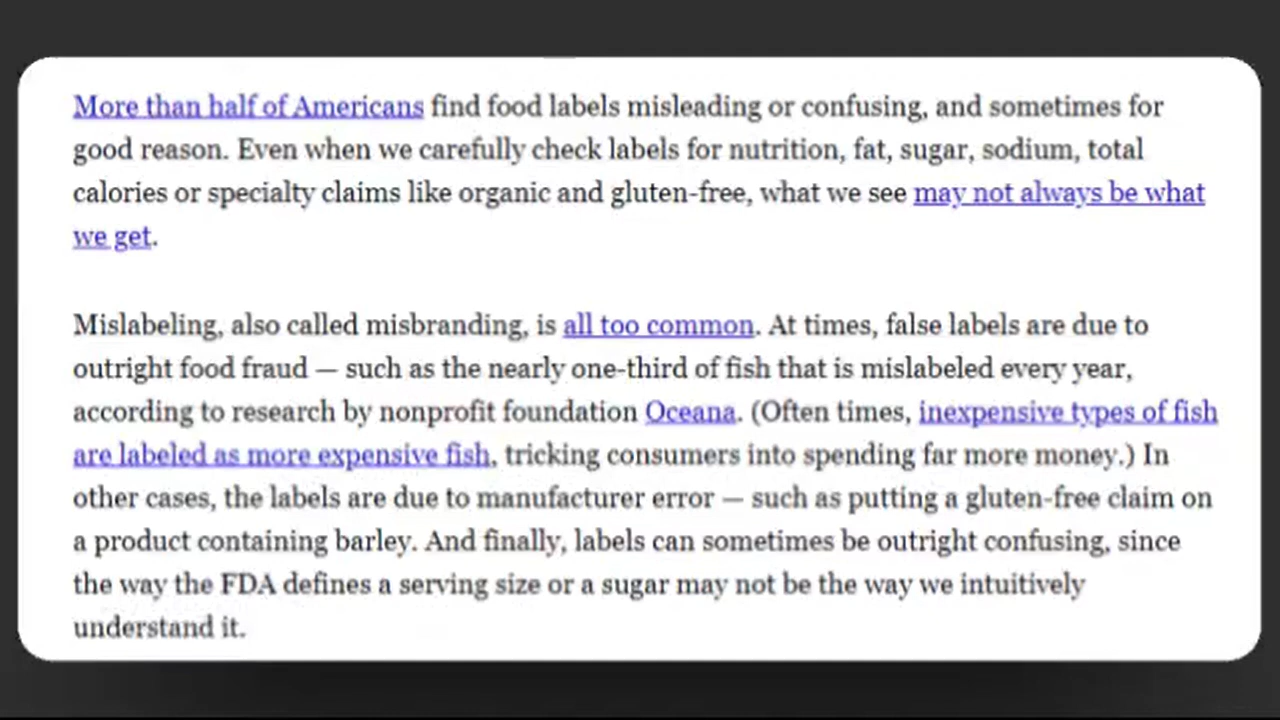 More than half of Americans find food labels misleading or confusing, and sometimes for
good reason. Even when we carefully check labels for nutrition, fat, sugar, sodium, total
calories or specialty claims like organic and gluten-free, what we see may not always be what
we get.
Mislabeling, also called misbranding, is all too common. At times, false labels are due to
outright food fraud — such as the nearly one-third of fish that is mislabeled every year,
according to research by nonprofit foundation Oceana. (Often times, inexpensive types of fish
are labeled as more expensive fish, tricking consumers into spending far more money.) In
other cases, the labels are due to manufacturer error — such as putting a gluten-free claim on
a product containing barley. And finally, labels can sometimes be outright confusing, since
the way the FDA defines a serving size or a sugar may not be the way we intuitively
understand it.